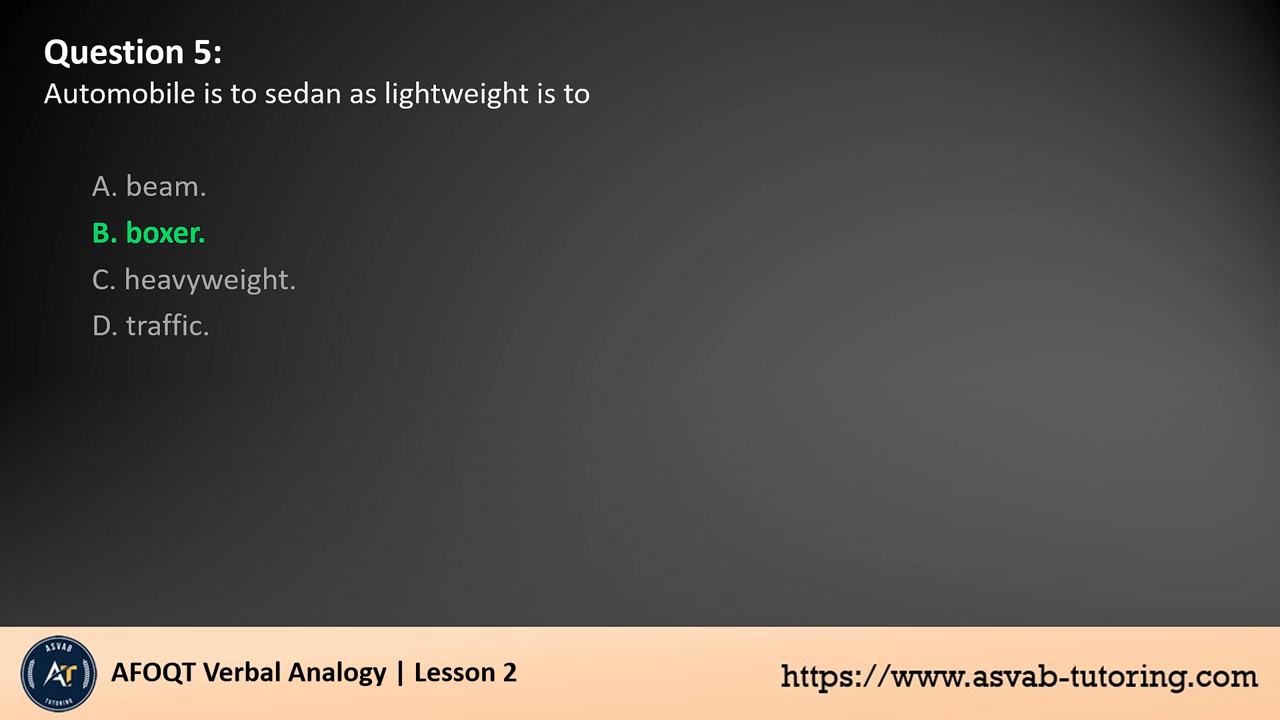 Question 5:
Automobile is to sedan as lightweight is to
A. beam.
B. boxer.
C. heavyweight.
D. traffic.
ASVAB
AT
TUTORING
AFOQT Verbal Analogy | Lesson 2
https://www.asvab-tutoring.com